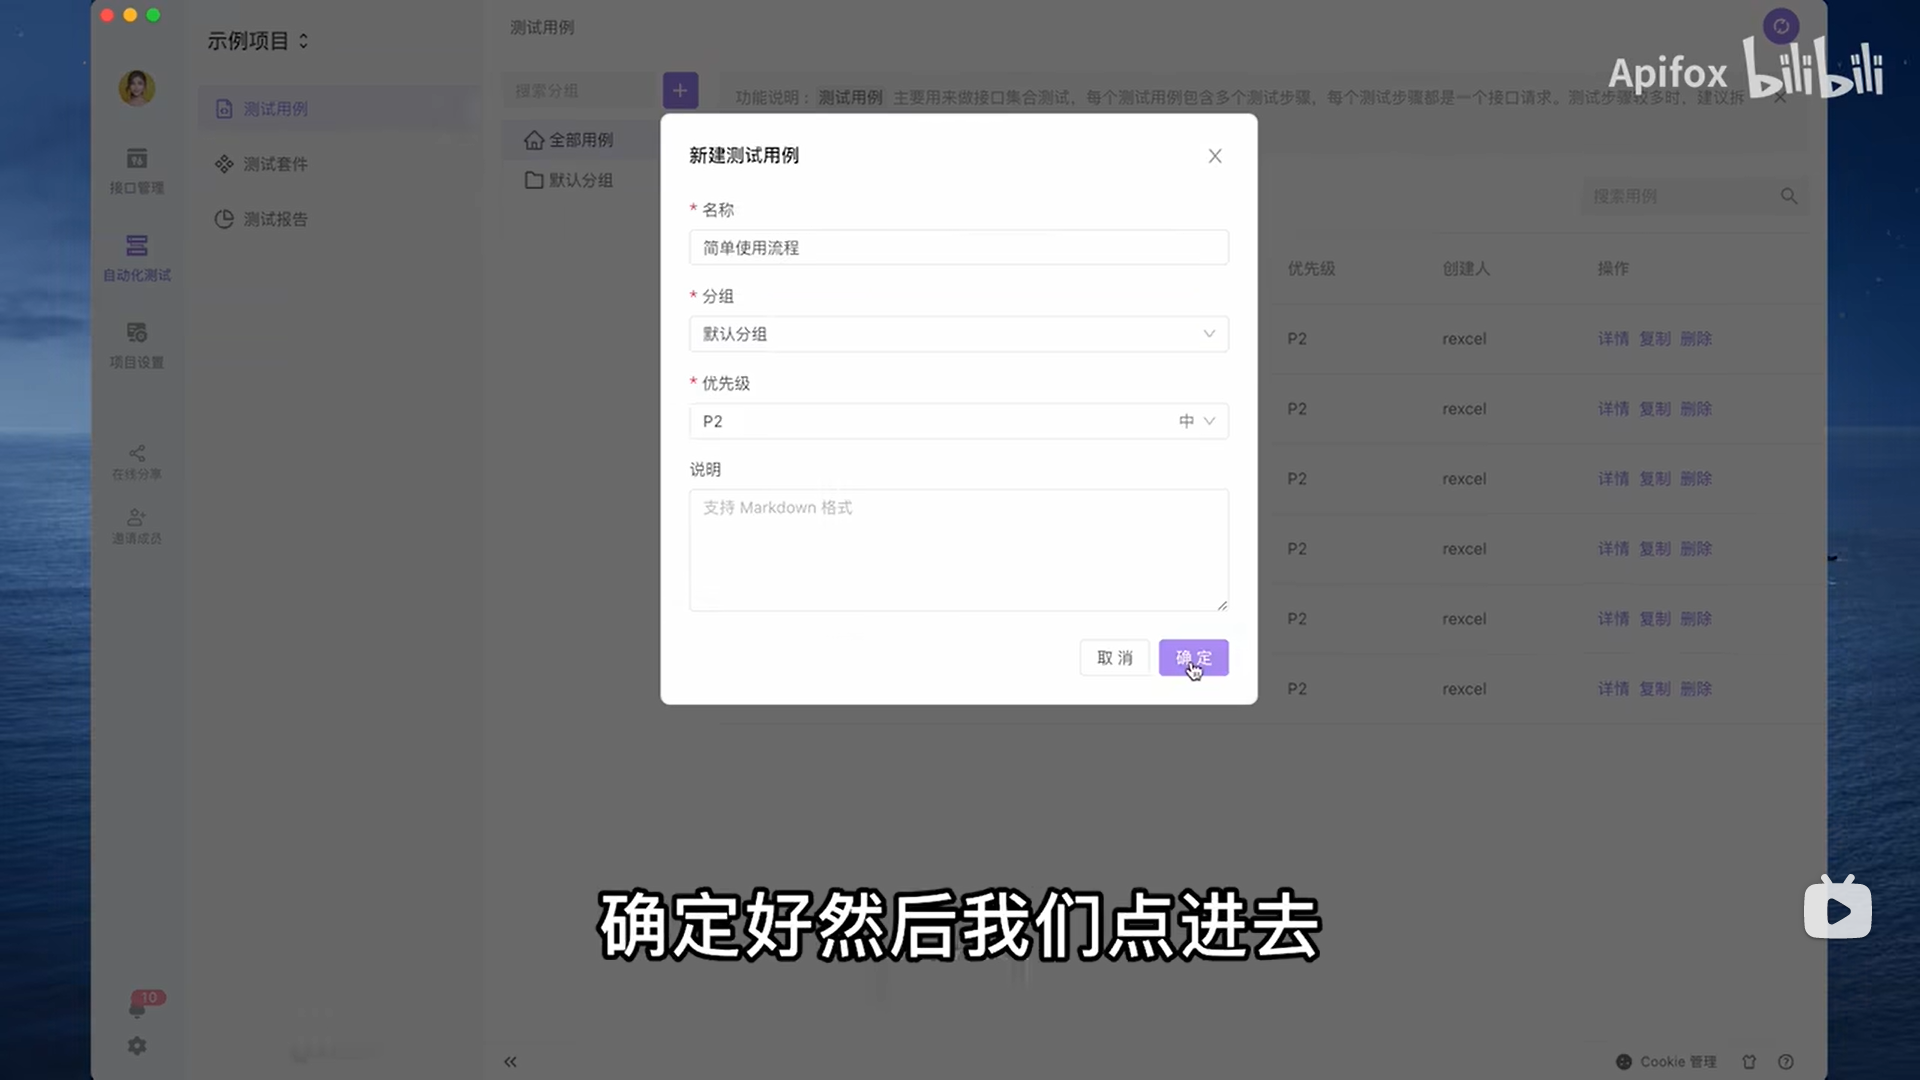 示例项目
测试用例
测试套件
测试报告
接口管理
自动化测试
项目设置
在线分享
邀请成员
10
测试用例
搜索分组
+
全部用例
默认分组
功能说明： 测试用例 主要用来做接口集合测试，每个测试用例包含多个测试步骤，每个测试步骤都是一个接口请求。测试步骤较多时，建议拆
Apifox bilibili
搜索用例
优先级 创建人 操作
P2 rexcel 详情 复制 删除
P2 rexcel 详情 复制 删除
P2 rexcel 详情 复制 删除
P2 rexcel 详情 复制 删除
P2 rexcel 详情 复制 删除
P2 rexcel 详情 复制 删除
新建测试用例
* 名称
简单使用流程
* 分组
默认分组
* 优先级
P2 中
说明
支持 Markdown 格式
取消 确定
确定好然后我们点进去
Cookie 管理